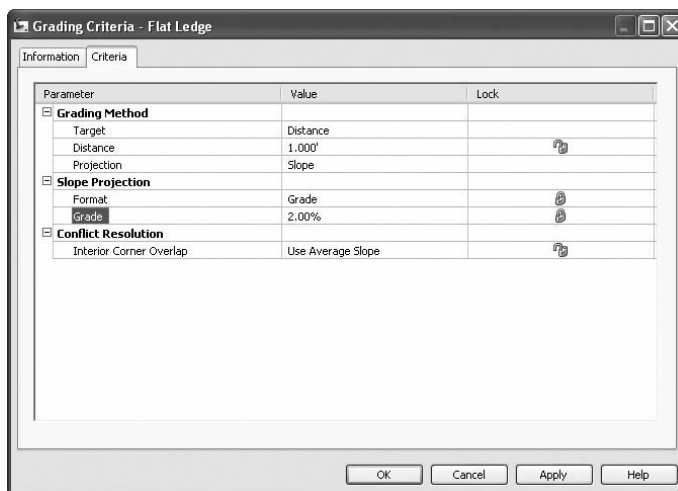 Grading Criteria - Flat Ledge
Information Criteria
Parameter Value Lock
Grading Method
Target Distance
Distance 1.000'
Projection Slope
Slope Projection
Format Grade
Grade 2.00%
Conflict Resolution
Interior Corner Overlap Use Average Slope
OK Cancel Apply Help